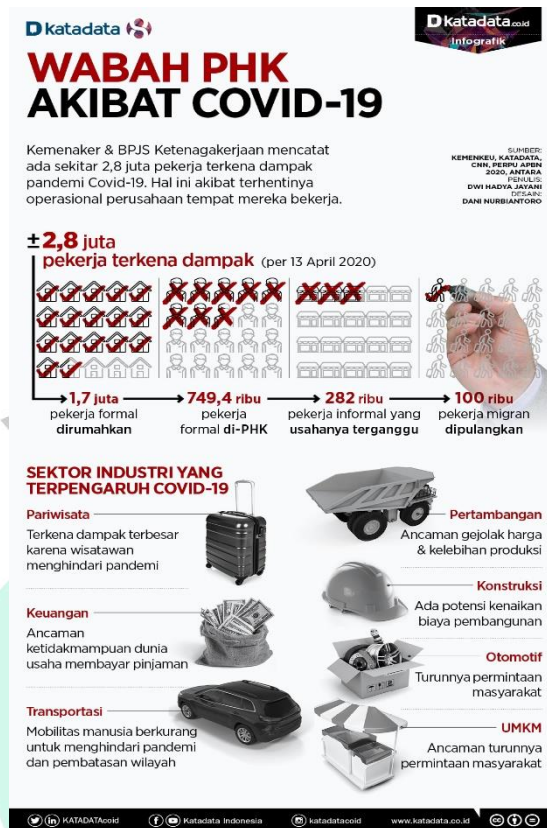 katadata
katadata.co.id
Infografik
WABAH PHK
AKIBAT COVID-19
Kemenaker & BPJS Ketenagakerjaan mencatat
ada sekitar 2,8 juta pekerja terkena dampak
pandemi Covid-19. Hal ini akibat terhentinya
operasional perusahaan tempat mereka bekerja.
SUMBER:
KEMENKEU, KATADATA,
CNN, PERPU APBN
2020, ANTARA
PENULIS:
DWI HADYA JAYANI
DESAIN:
DANI NURBIANTORO
±2,8 juta
pekerja terkena dampak (per 13 April 2020)
1,7 juta
pekerja formal
dirumahkan
749,4 ribu
pekerja
formal di-PHK
282 ribu
pekerja informal yang
usahanya terganggu
100 ribu
pekerja migran
dipulangkan
SEKTOR INDUSTRI YANG
TERPENGARUH COVID-19
Pariwisata
Terkena dampak terbesar
karena wisatawan
menghindari pandemi
Keuangan
Ancaman
ketidakmampuan dunia
usaha membayar pinjaman
Transportasi
Mobilitas manusia berkurang
untuk menghindari pandemi
dan pembatasan wilayah
Pertambangan
Ancaman gejolak harga
& kelebihan produksi
Konstruksi
Ada potensi kenaikan
biaya pembangunan
Otomotif
Turunnya permintaan
masyarakat
UMKM
Ancaman turunnya
permintaan masyarakat
KATADATAcoid
Katadata Indonesia
katadatacoid
www.katadata.co.id